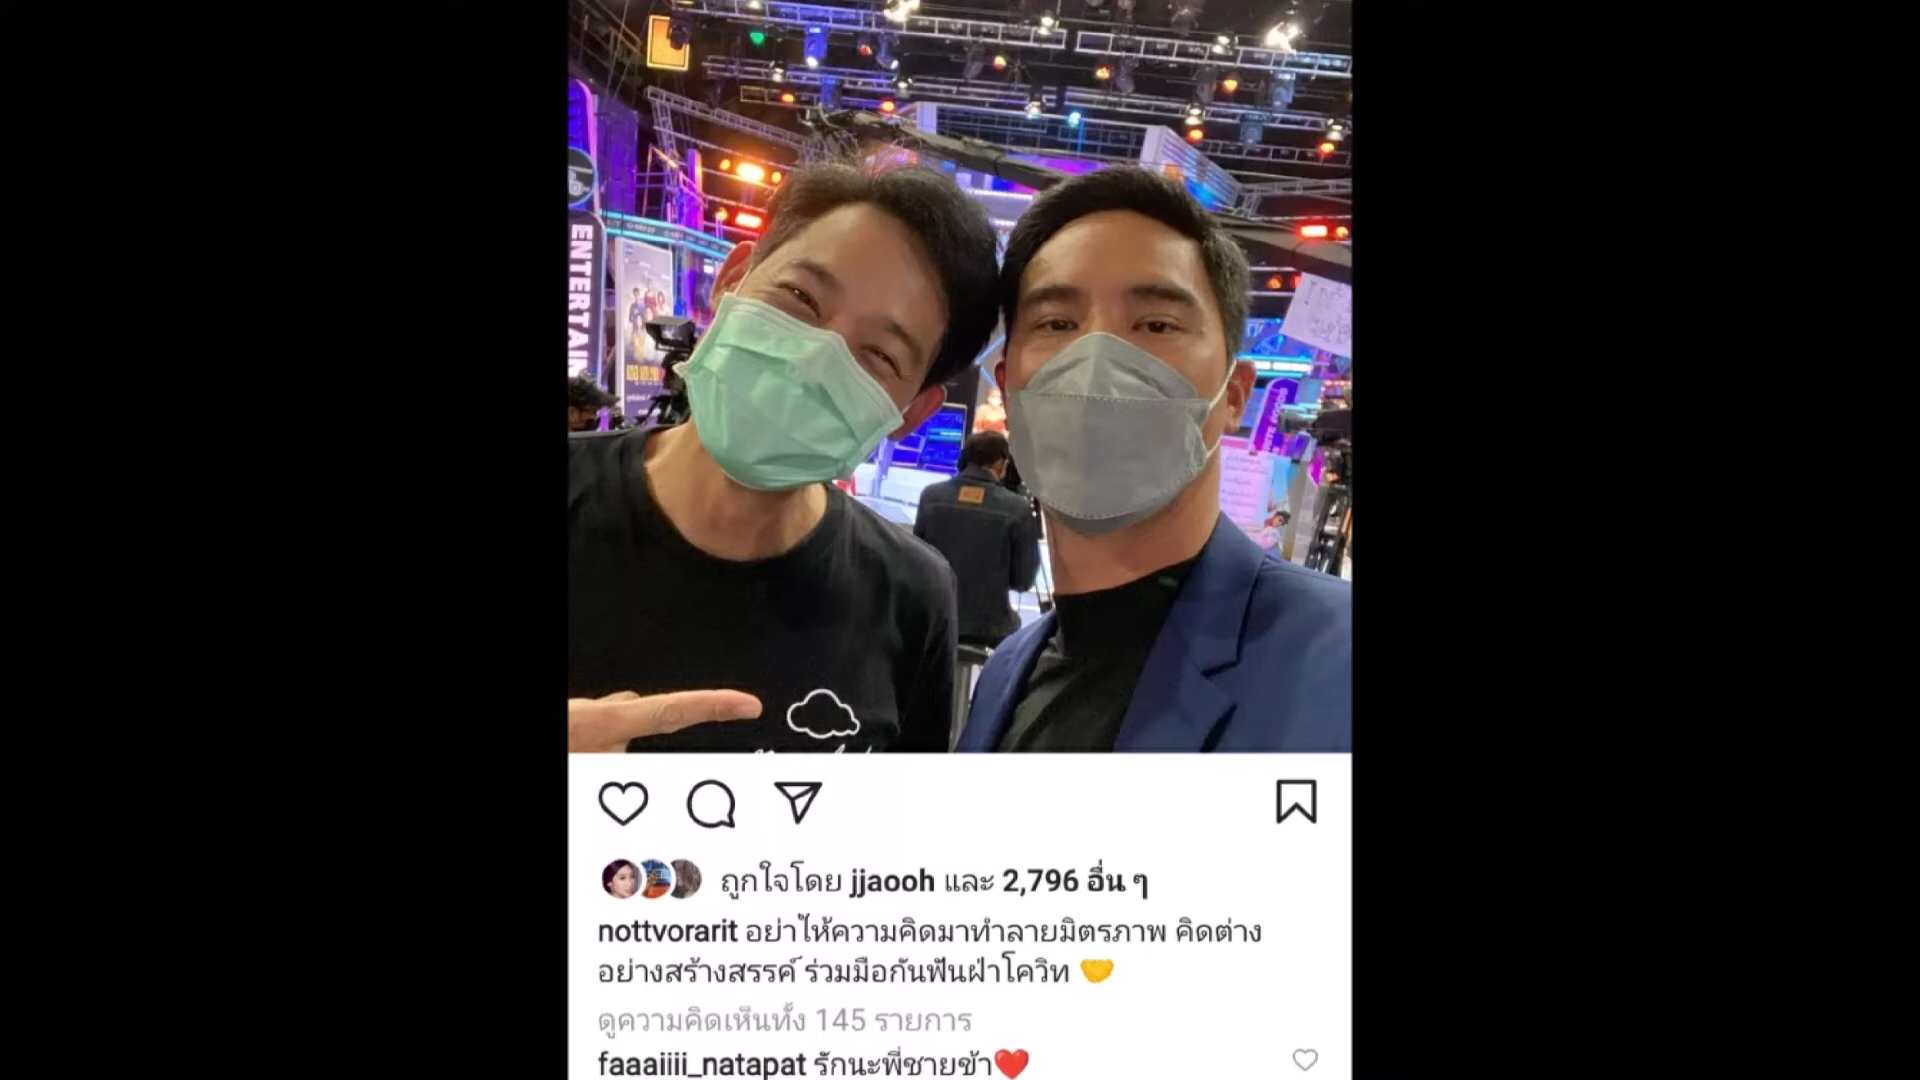 ENTERTAIN
ถูกใจโดย jjaooh และ 2,796 อื่น ๆ
nottvorarit อย่าให้ความคิดมาทำลายมิตรภาพ คิดต่าง
อย่างสร้างสรรค์ ร่วมมือกันฟันฝ่าโควิท 🤝
ดูความคิดเห็นทั้ง 145 รายการ
faaaiiii_natapat รักนะพี่ชายข้า❤️